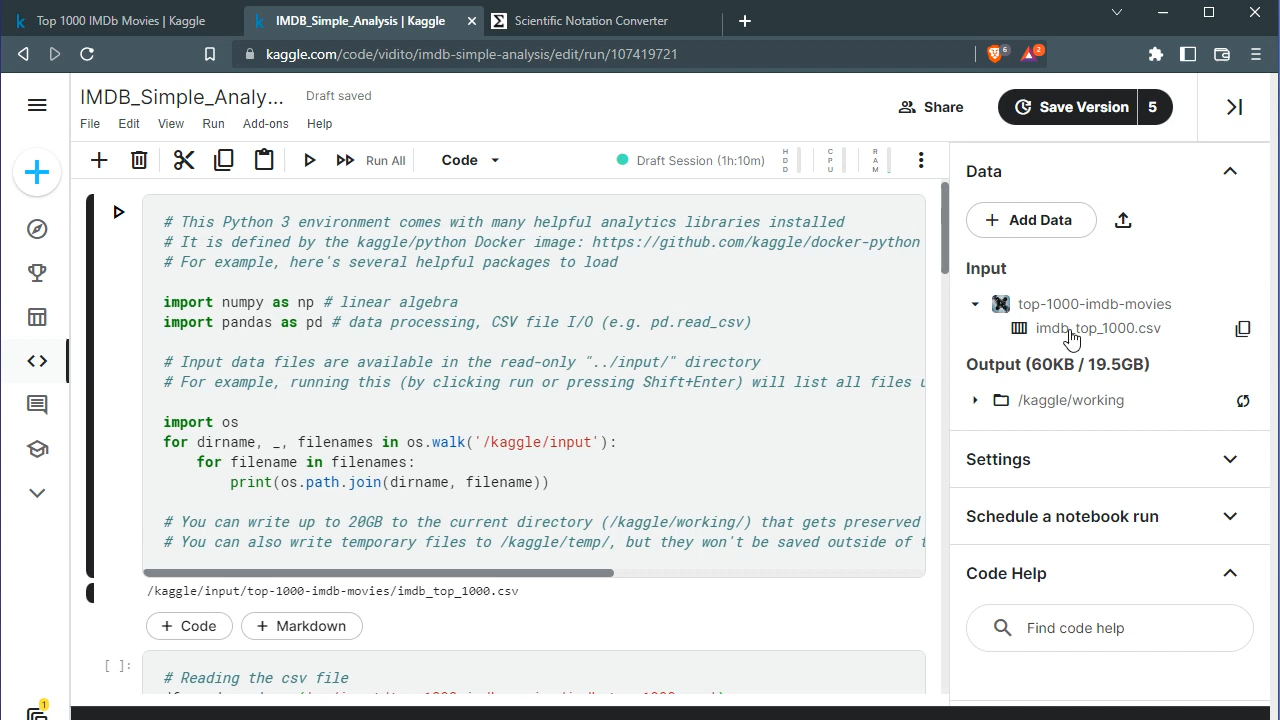 Top 1000 IMDb Movies | Kaggle
IMDB_Simple_Analysis | Kaggle
Scientific Notation Converter
kaggle.com/code/vidito/imdb-simple-analysis/edit/run/107419721
6
2
IMDB_Simple_Analy...
Draft saved
Share
Save Version
5
File Edit View Run Add-ons Help
Run All
Code
Draft Session (1h:10m)
HDD
CPU
RAM
# This Python 3 environment comes with many helpful analytics libraries installed
# It is defined by the kaggle/python Docker image: https://github.com/kaggle/docker-python
# For example, here's several helpful packages to load
import numpy as np # linear algebra
import pandas as pd # data processing, CSV file I/O (e.g. pd.read_csv)
# Input data files are available in the read-only "../input/" directory
# For example, running this (by clicking run or pressing Shift+Enter) will list all files
import os
for dirname, _, filenames in os.walk('/kaggle/input'):
for filename in filenames:
print(os.path.join(dirname, filename))
# You can write up to 20GB to the current directory (/kaggle/working/) that gets preserved
# You can also write temporary files to /kaggle/temp/, but they won't be saved outside of
/kaggle/input/top-1000-imdb-movies/imdb_top_1000.csv
+ Code
+ Markdown
[ ]:
# Reading the csv file
Data
+ Add Data
Input
top-1000-imdb-movies
imdb_top_1000.csv
Output (60KB / 19.5GB)
/kaggle/working
Settings
Schedule a notebook run
Code Help
Find code help
1